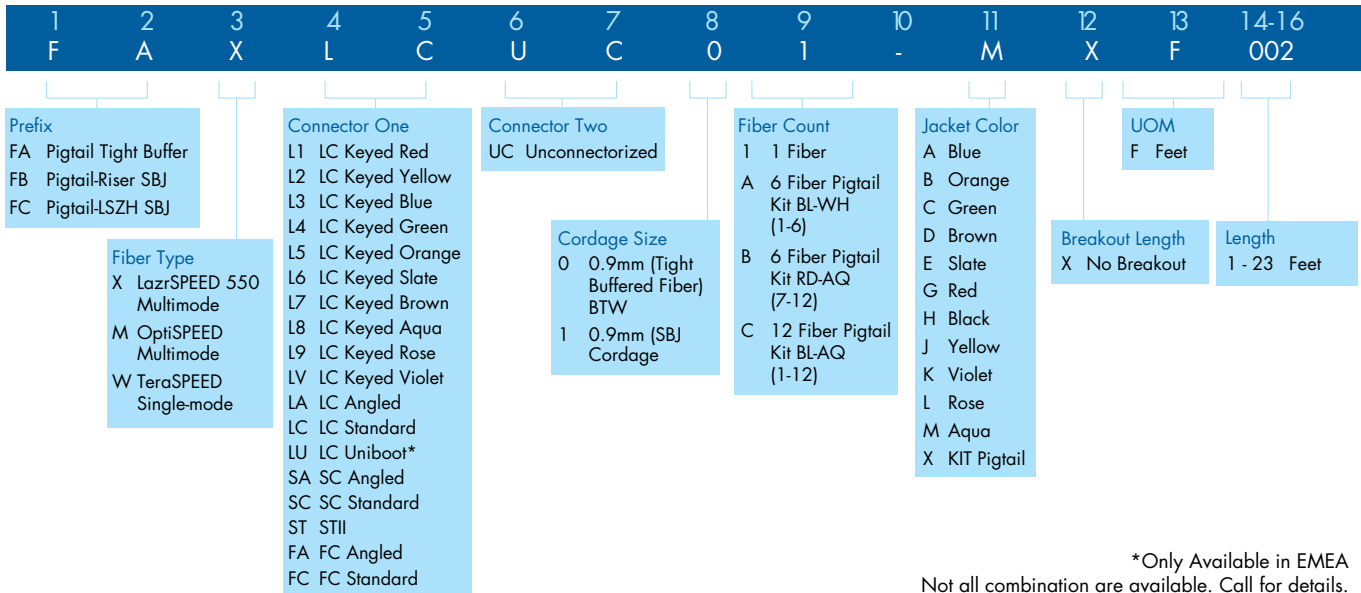 1 2 3 4 5 6 7 8 9 10 11 12 13 14-16
F A X L C U C 0 1 - M X F 002
Prefix
FA Pigtail Tight Buffer
FB Pigtail-Riser SBJ
FC Pigtail-LSZH SBJ
Fiber Type
X LazrSPEED 550
Multimode
M OptiSPEED
Multimode
W TeraSPEED
Single-mode
Connector One
L1 LC Keyed Red
L2 LC Keyed Yellow
L3 LC Keyed Blue
L4 LC Keyed Green
L5 LC Keyed Orange
L6 LC Keyed Slate
L7 LC Keyed Brown
L8 LC Keyed Aqua
L9 LC Keyed Rose
LV LC Keyed Violet
LA LC Angled
LC LC Standard
LU LC Uniboot*
SA SC Angled
SC SC Standard
ST STII
FA FC Angled
FC FC Standard
Connector Two
UC Unconnectorized
Cordage Size
0 0.9mm (Tight
Buffered Fiber)
BTW
1 0.9mm (SBJ
Cordage
Fiber Count
1 1 Fiber
A 6 Fiber Pigtail
Kit BL-WH
(1-6)
B 6 Fiber Pigtail
Kit RD-AQ
(7-12)
C 12 Fiber Pigtail
Kit BL-AQ
(1-12)
Jacket Color
A Blue
B Orange
C Green
D Brown
E Slate
G Red
H Black
J Yellow
K Violet
L Rose
M Aqua
X KIT Pigtail
Breakout Length
X No Breakout
UOM
F Feet
Length
1 - 23 Feet
*Only Available in EMEA
Not all combination are available. Call for details.